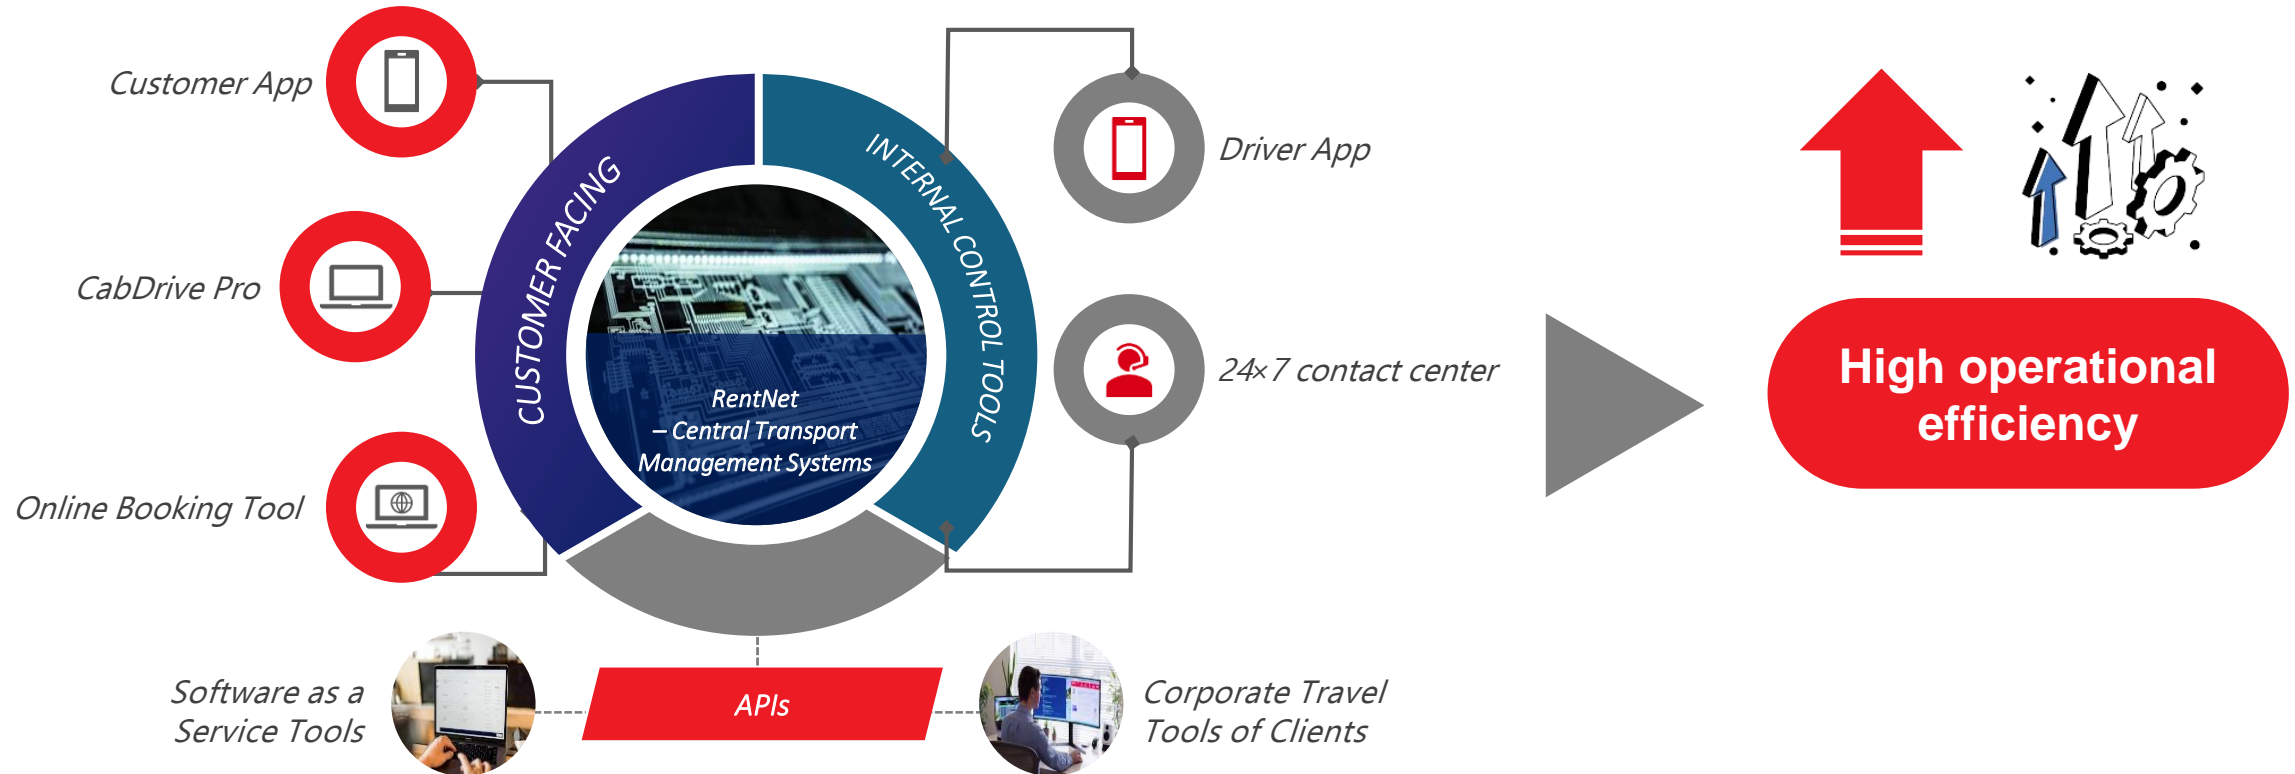 Customer App
CabDrive Pro
Online Booking Tool
CUSTOMER FACING
INTERNAL CONTROL TOOLS
RentNet
– Central Transport
Management Systems
Driver App
24×7 contact center
High operational
efficiency
Software as a
Service Tools
APIs
Corporate Travel
Tools of Clients